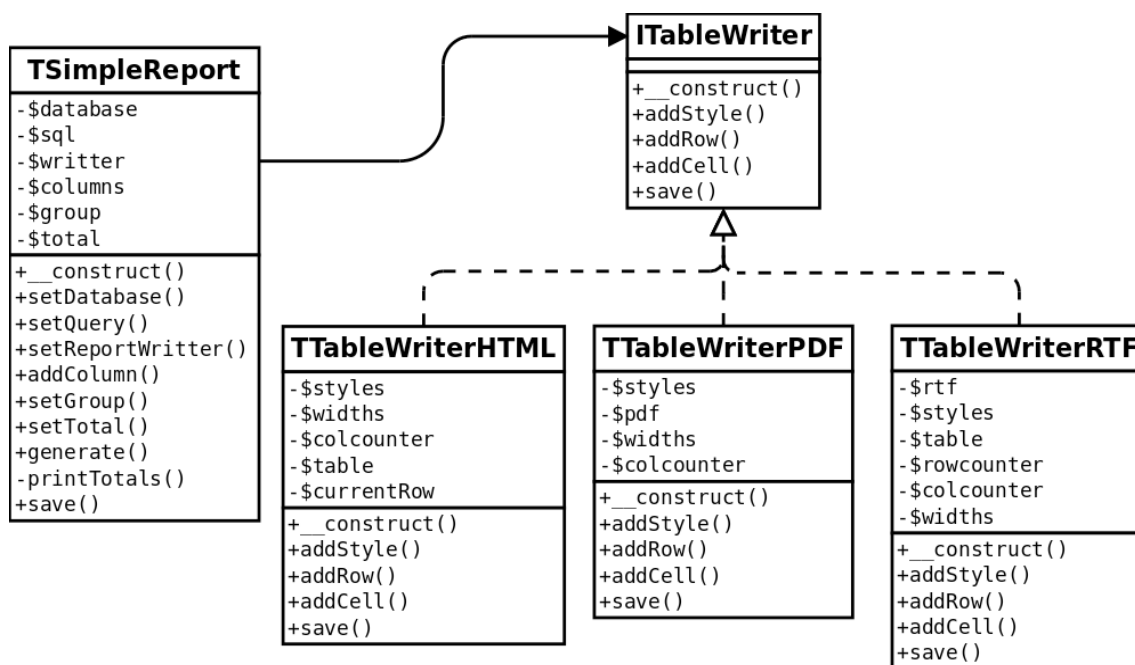 TSimpleReport
-$database
-$sql
-$writter
-$columns
-$group
-$total
+__construct()
+setDatabase()
+setQuery()
+setReportWritter()
+addColumn()
+setGroup()
+setTotal()
+generate()
-printTotals()
+save()
ITableWriter
+__construct()
+addStyle()
+addRow()
+addCell()
+save()
TTableWriterHTML
-$styles
-$widths
-$colcounter
-$table
-$currentRow
+__construct()
+addStyle()
+addRow()
+addCell()
+save()
TTableWriterPDF
-$styles
-$pdf
-$widths
-$colcounter
+__construct()
+addStyle()
+addRow()
+addCell()
+save()
TTableWriterRTF
-$rtf
-$styles
-$table
-$rowcounter
-$colcounter
-$widths
+__construct()
+addStyle()
+addRow()
+addCell()
+save()